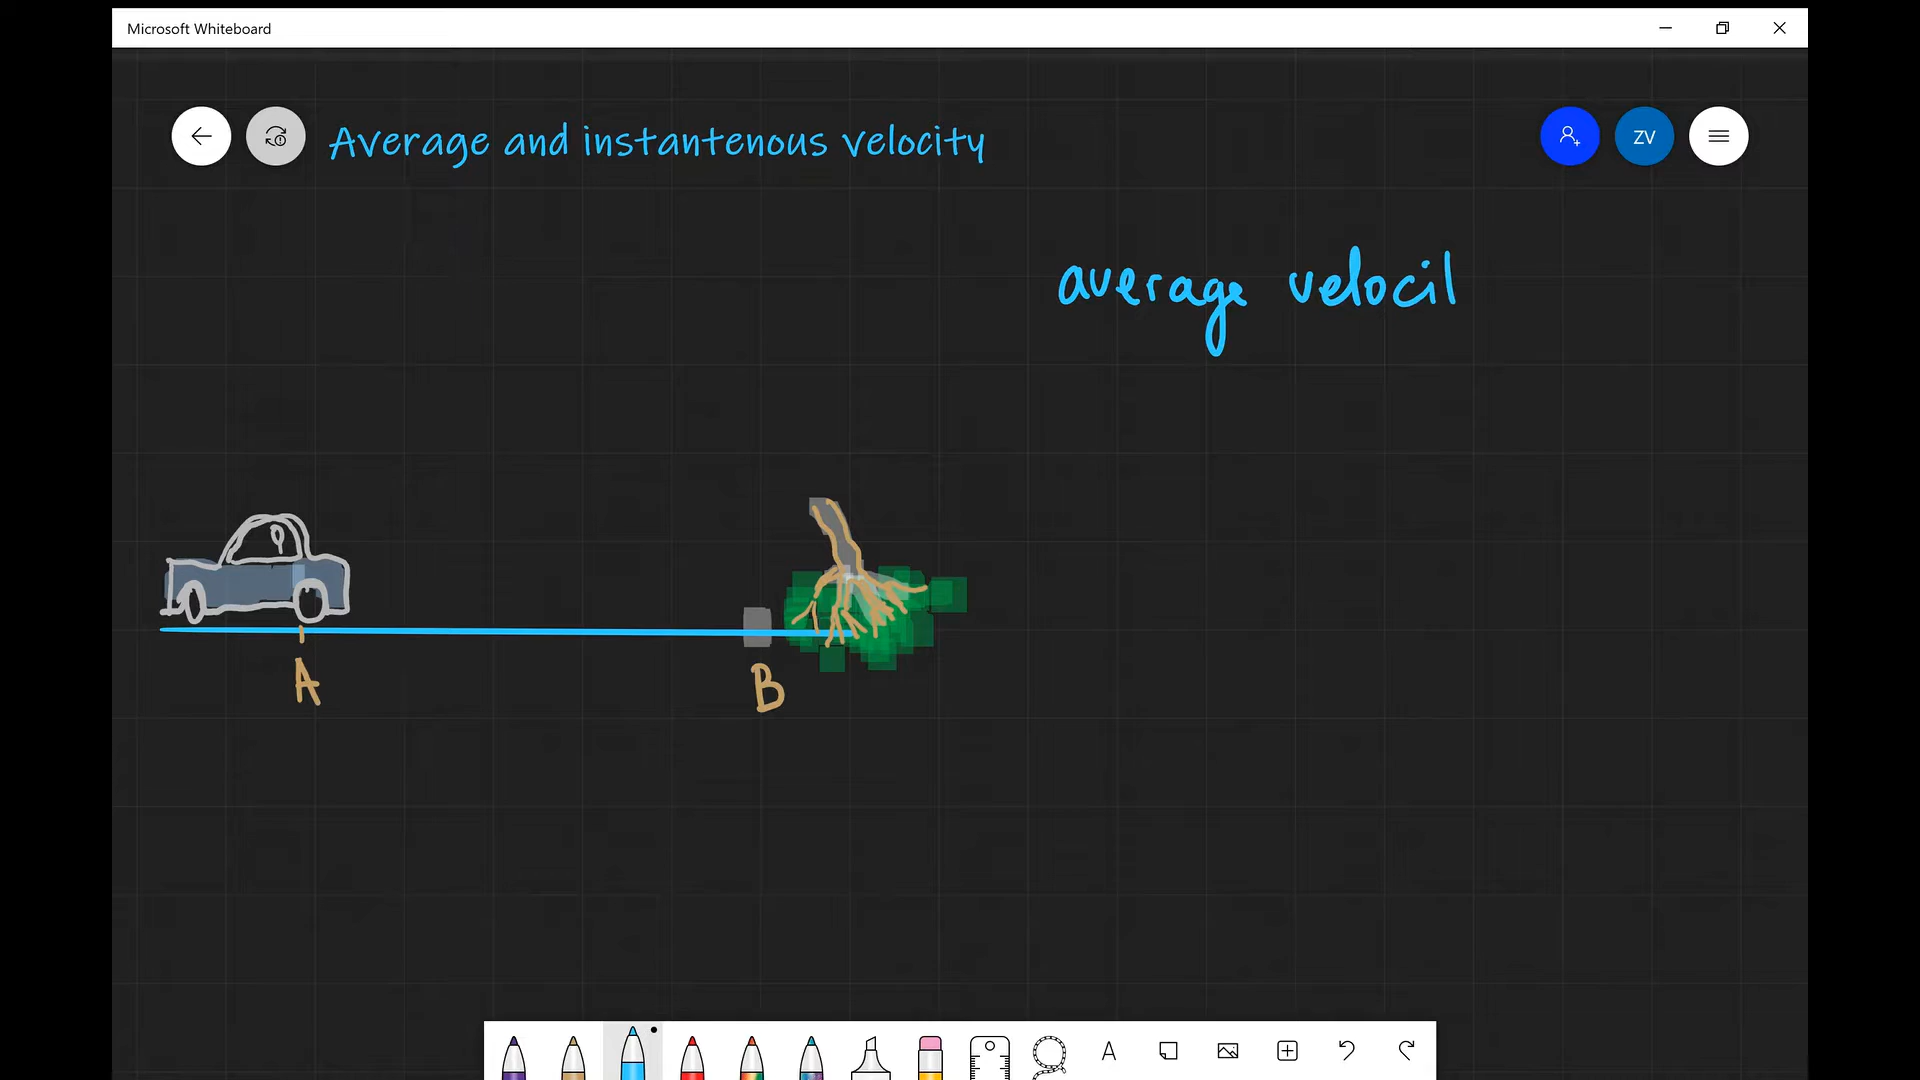 Microsoft Whiteboard
Average and instantenous velocity
ZV
average velocil
A
B
A